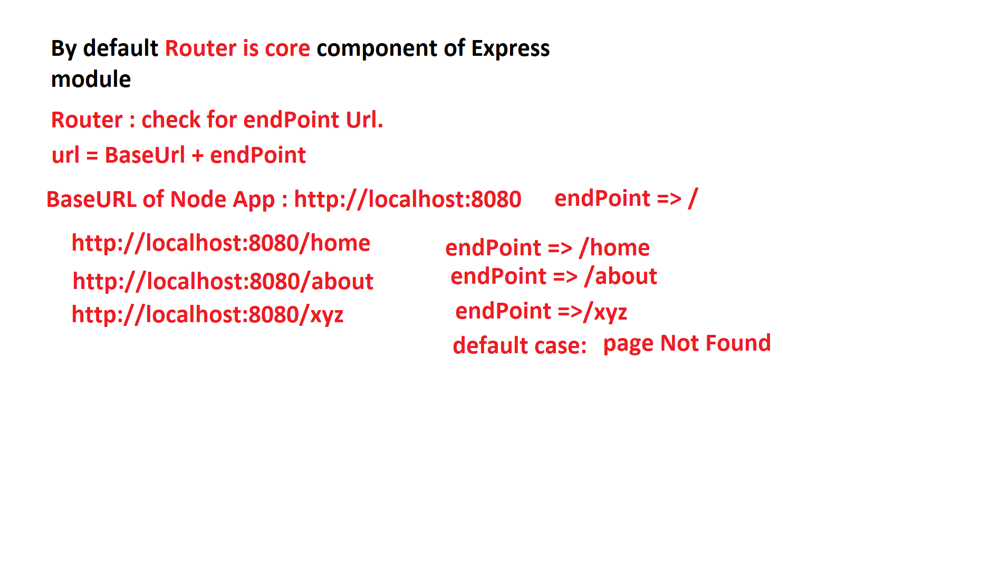 By default Router is core component of Express
module
Router : check for endPoint Url.
url = BaseUrl + endPoint
BaseURL of Node App : http://localhost:8080 endPoint => /
http://localhost:8080/home endPoint => /home
http://localhost:8080/about endPoint => /about
http://localhost:8080/xyz endPoint =>/xyz
default case: page Not Found